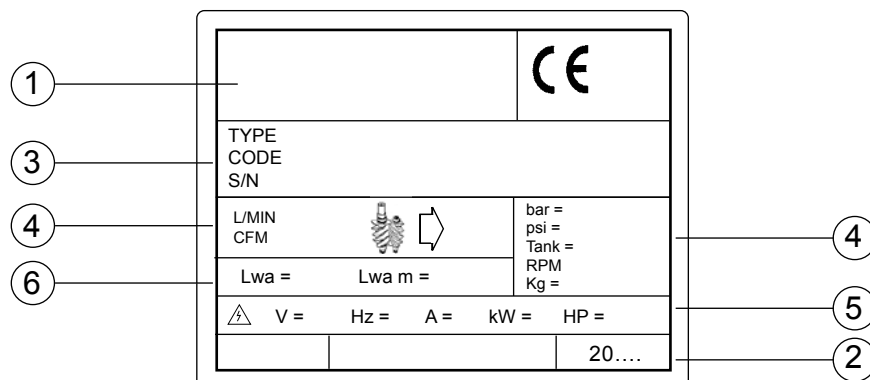 1
CE
TYPE
3
CODE
S/N
4
L/MIN
CFM
bar =
psi =
Tank =
RPM
Kg =
4
6
Lwa = Lwa m =
V = Hz = A = kW = HP =
5
20....
2